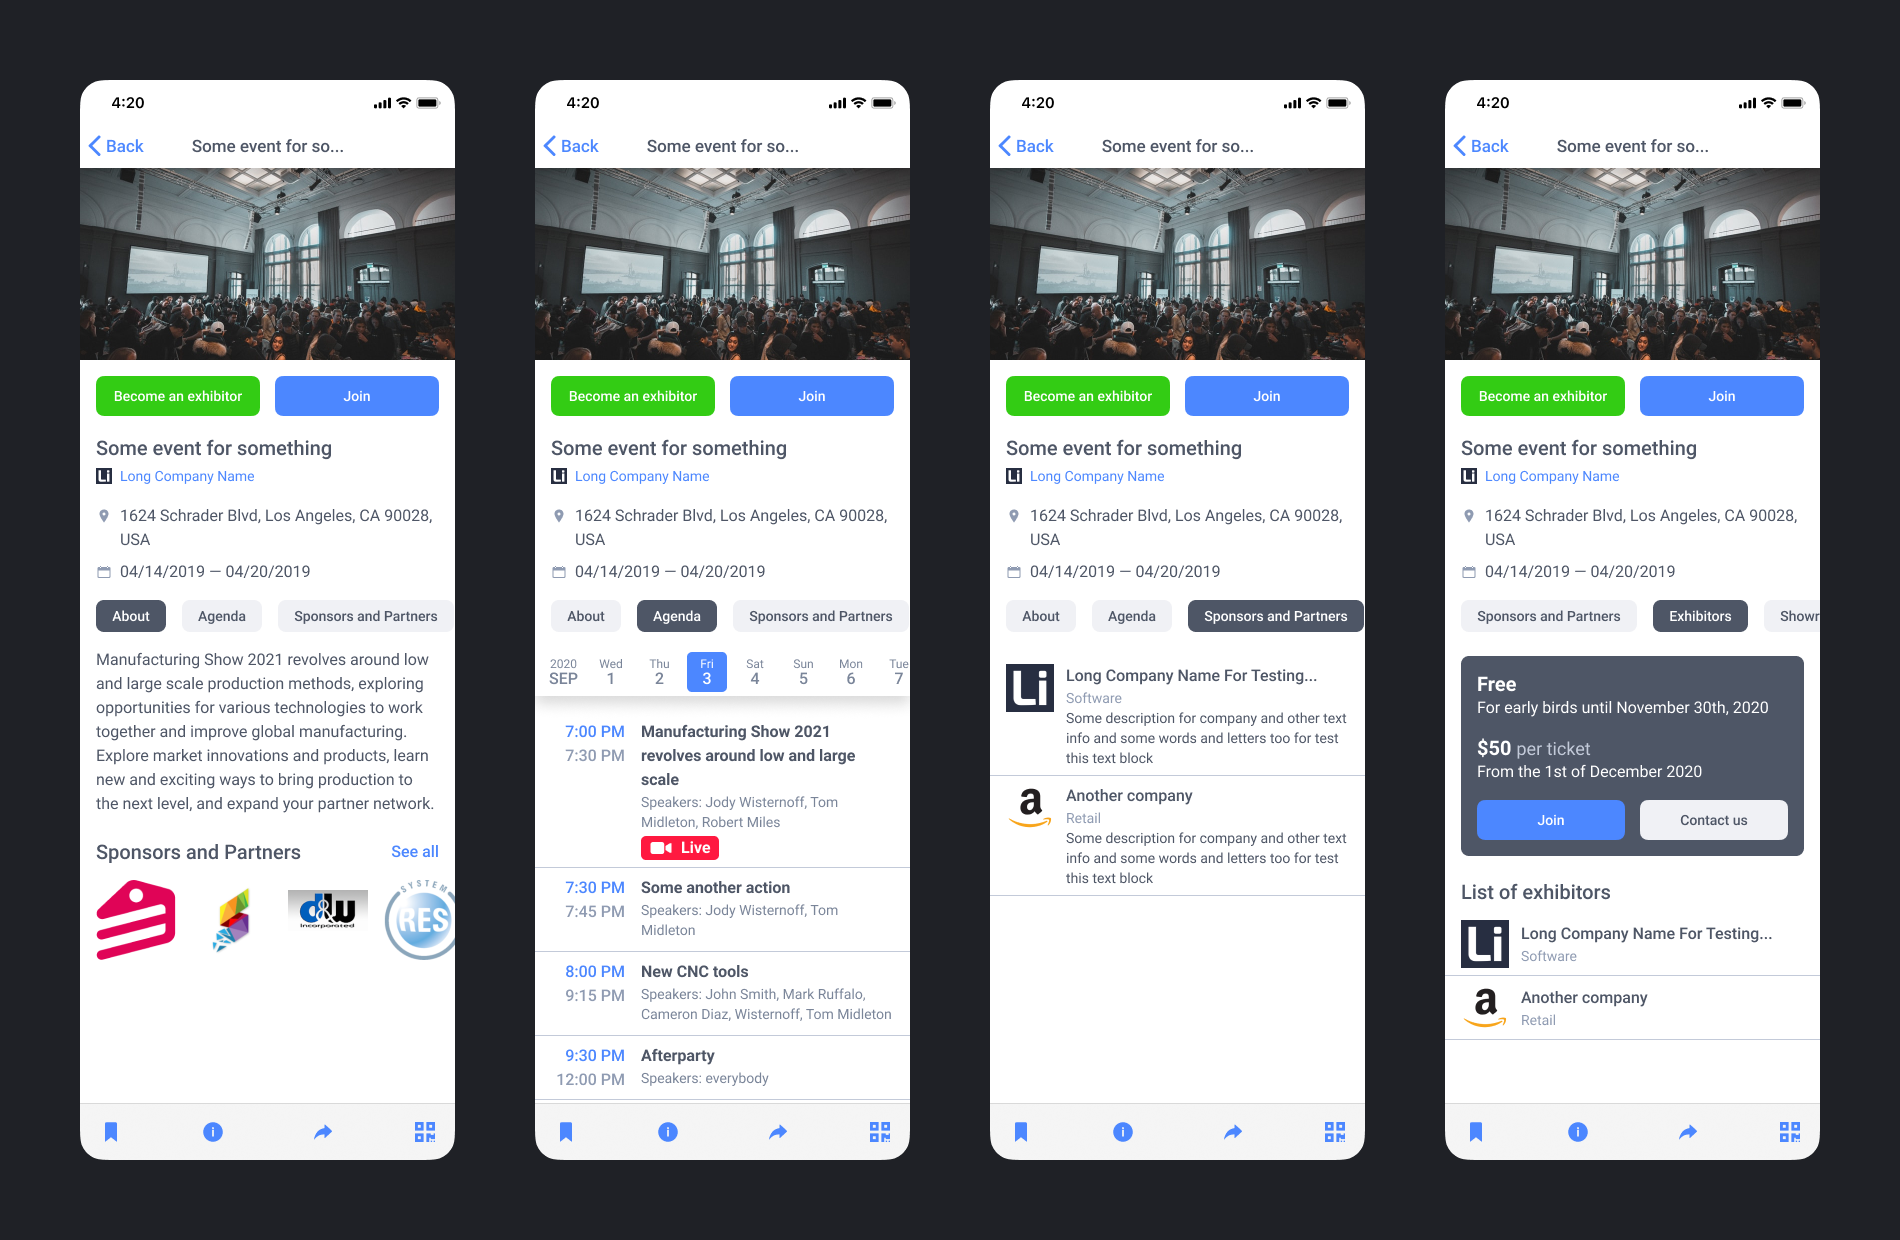 4:20
Back
Some event for so...
Become an exhibitor
Join
Some event for something
Li
Long Company Name
1624 Schrader Blvd, Los Angeles, CA 90028,
USA
04/14/2019 — 04/20/2019
About
Agenda
Sponsors and Partners
Manufacturing Show 2021 revolves around low
and large scale production methods, exploring
opportunities for various technologies to work
together and improve global manufacturing.
Explore market innovations and products, learn
new and exciting ways to bring production to
the next level, and expand your partner network.
Sponsors and Partners
See all
d&w
Incorporated
SYSTEM
RES
4:20
Back
Some event for so...
Become an exhibitor
Join
Some event for something
Li
Long Company Name
1624 Schrader Blvd, Los Angeles, CA 90028,
USA
04/14/2019 — 04/20/2019
About
Agenda
Sponsors and Partners
2020 Wed Thu Fri Sat Sun Mon Tue
SEP 1 2 3 4 5 6 7
7:00 PM
7:30 PM
Manufacturing Show 2021
revolves around low and large
scale
Speakers: Jody Wisternoff, Tom
Midleton, Robert Miles
Live
7:30 PM
7:45 PM
Some another action
Speakers: Jody Wisternoff, Tom
Midleton
8:00 PM
9:15 PM
New CNC tools
Speakers: John Smith, Mark Ruffalo,
Cameron Diaz, Wisternoff, Tom Midleton
9:30 PM
12:00 PM
Afterparty
Speakers: everybody
4:20
Back
Some event for so...
Become an exhibitor
Join
Some event for something
Li
Long Company Name
1624 Schrader Blvd, Los Angeles, CA 90028,
USA
04/14/2019 — 04/20/2019
About
Agenda
Sponsors and Partners
Li
Long Company Name For Testing...
Software
Some description for company and other text
info and some words and letters too for test
this text block
a
Another company
Retail
Some description for company and other text
info and some words and letters too for test
this text block
4:20
Back
Some event for so...
Become an exhibitor
Join
Some event for something
Li
Long Company Name
1624 Schrader Blvd, Los Angeles, CA 90028,
USA
04/14/2019 — 04/20/2019
Sponsors and Partners
Exhibitors
Showr
Free
For early birds until November 30th, 2020
$50 per ticket
From the 1st of December 2020
Join
Contact us
List of exhibitors
Li
Long Company Name For Testing...
Software
a
Another company
Retail